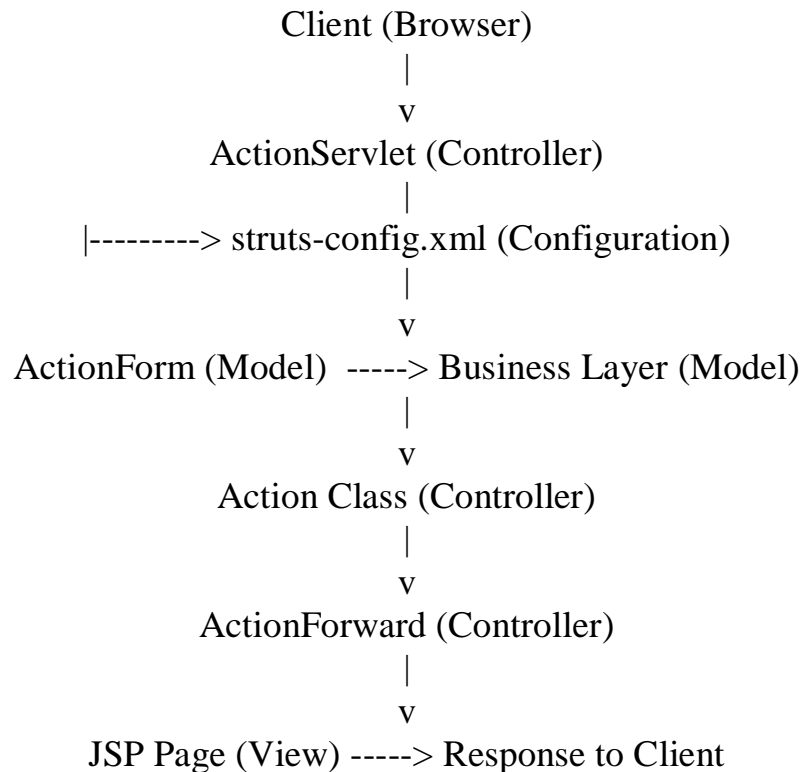 Client (Browser)
|
v
ActionServlet (Controller)
|
|---------> struts-config.xml (Configuration)
|
v
ActionForm (Model)  -----> Business Layer (Model)
|
v
Action Class (Controller)
|
v
ActionForward (Controller)
|
v
JSP Page (View) -----> Response to Client